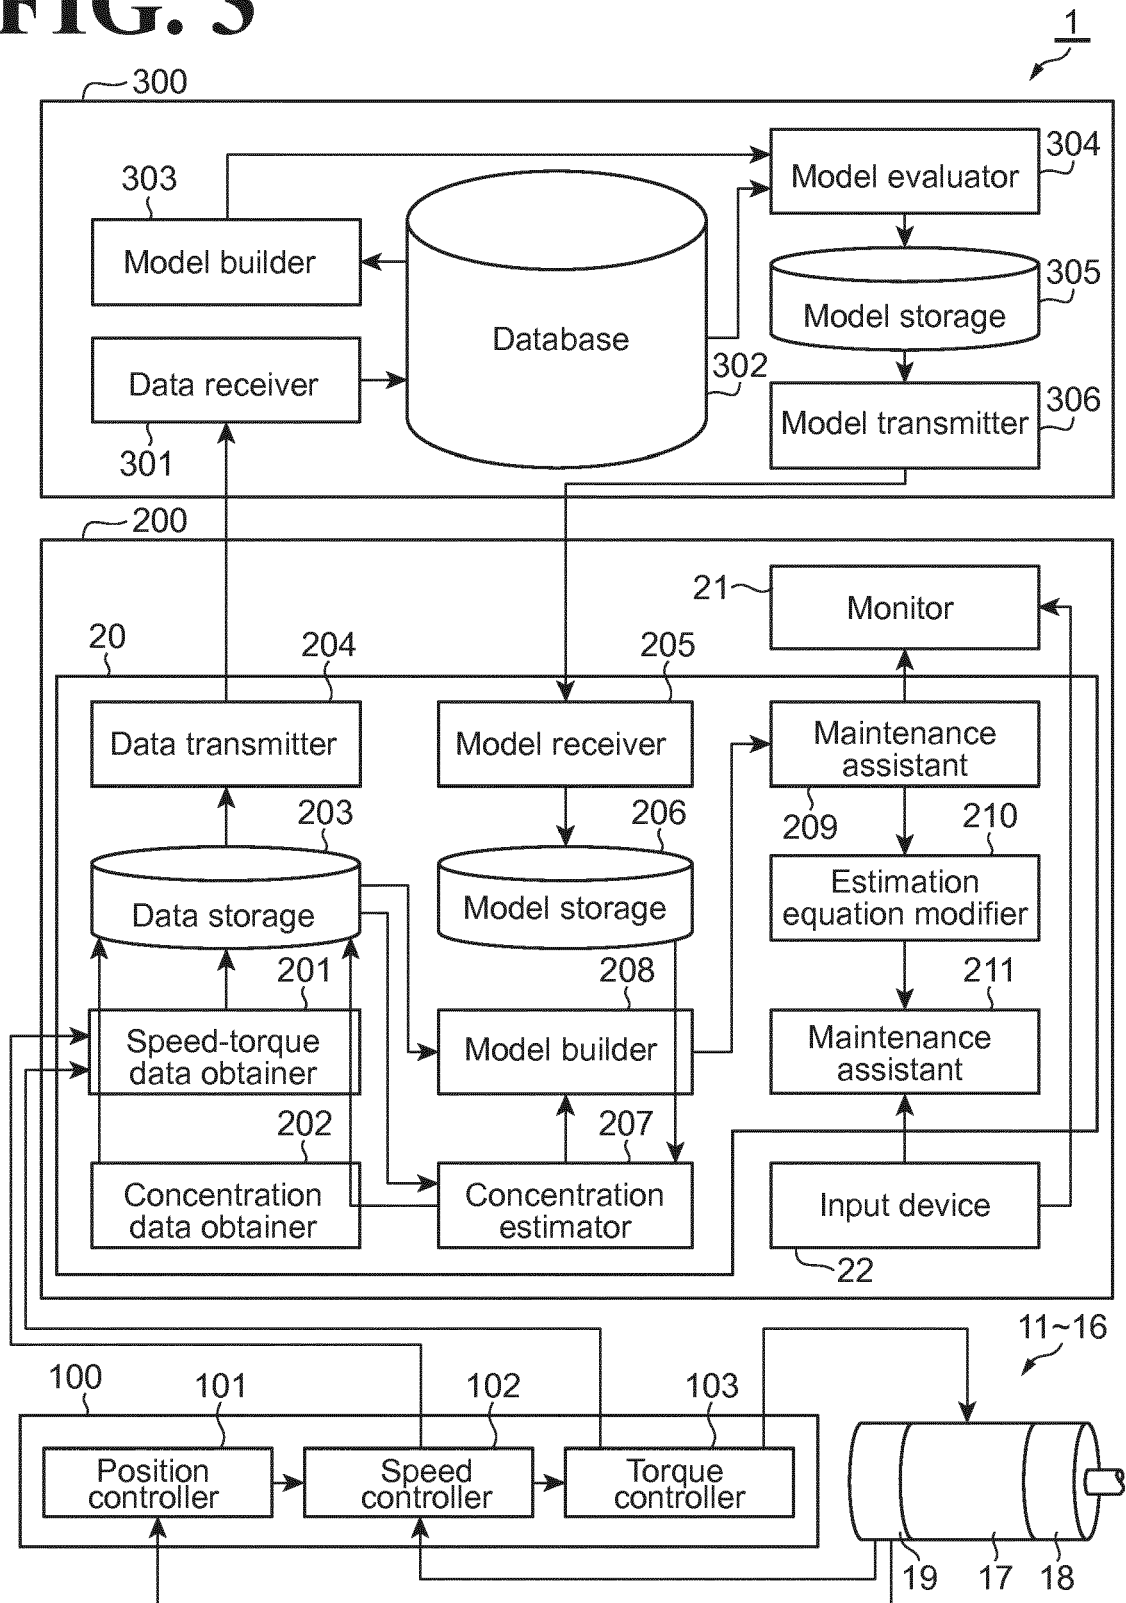 FIG. 3
1
300
303
Model builder
Data receiver
301
Database
302
Model evaluator
304
Model storage
305
Model transmitter
306
200
21
Monitor
20
204
Data transmitter
205
Model receiver
Maintenance
assistant
209
203
Data storage
206
Model storage
210
Estimation
equation modifier
201
Speed-torque
data obtainer
208
Model builder
211
Maintenance
assistant
202
Concentration
data obtainer
207
Concentration
estimator
Input device
22
11~16
100
101
Position
controller
102
Speed
controller
103
Torque
controller
19
17
18